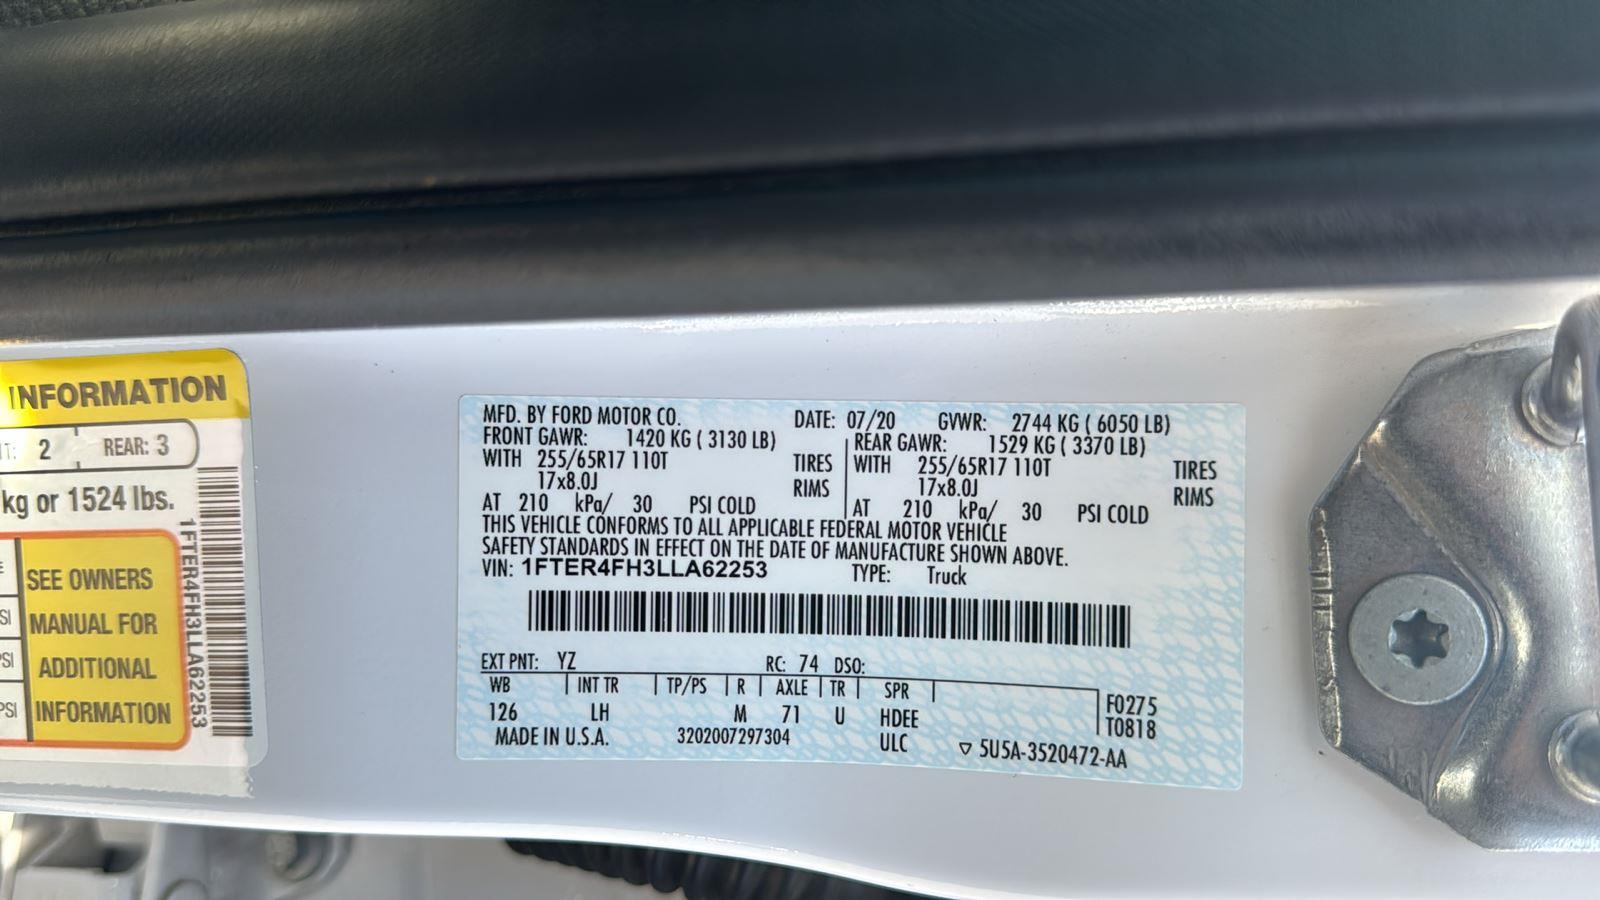 INFORMATION
2 REAR: 3
kg or 1524 lbs.
SEE OWNERS
MANUAL FOR
ADDITIONAL
INFORMATION
1FTER4FH3LLA62253
MFD. BY FORD MOTOR CO. DATE: 07/20 GVWR: 2744 KG ( 6050 LB)
FRONT GAWR: 1420 KG ( 3130 LB) REAR GAWR: 1529 KG ( 3370 LB)
WITH 255/65R17 110T TIRES WITH 255/65R17 110T TIRES
17x8.0J RIMS 17x8.0J RIMS
AT 210 kPa/ 30 PSI COLD AT 210 kPa/ 30 PSI COLD
THIS VEHICLE CONFORMS TO ALL APPLICABLE FEDERAL MOTOR VEHICLE
SAFETY STANDARDS IN EFFECT ON THE DATE OF MANUFACTURE SHOWN ABOVE.
VIN: 1FTER4FH3LLA62253 TYPE: Truck
EXT PNT: YZ RC: 74 DSO:
WB INT TR TP/PS R AXLE TR SPR F0275
126 LH M 71 U HDEE T0818
MADE IN U.S.A. 3202007297304 ULC ▽ 5U5A-3520472-AA